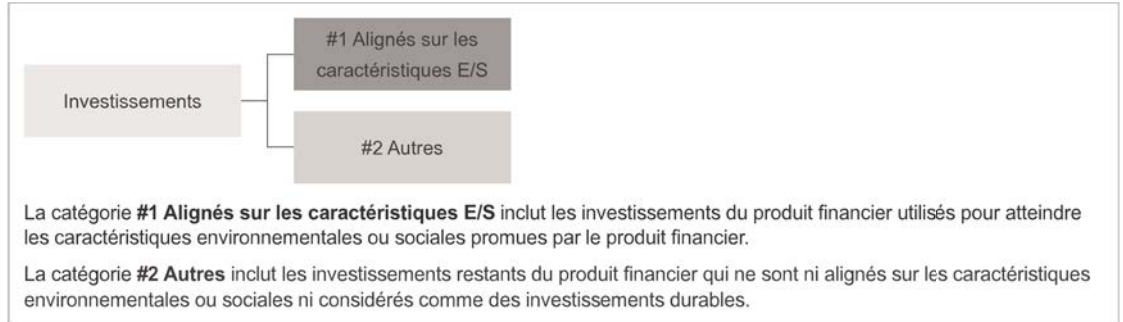 #1 Alignés sur les
caractéristiques E/S
Investissements
#2 Autres
La catégorie #1 Alignés sur les caractéristiques E/S inclut les investissements du produit financier utilisés pour atteindre
les caractéristiques environnementales ou sociales promues par le produit financier.
La catégorie #2 Autres inclut les investissements restants du produit financier qui ne sont ni alignés sur les caractéristiques
environnementales ou sociales ni considérés comme des investissements durables.